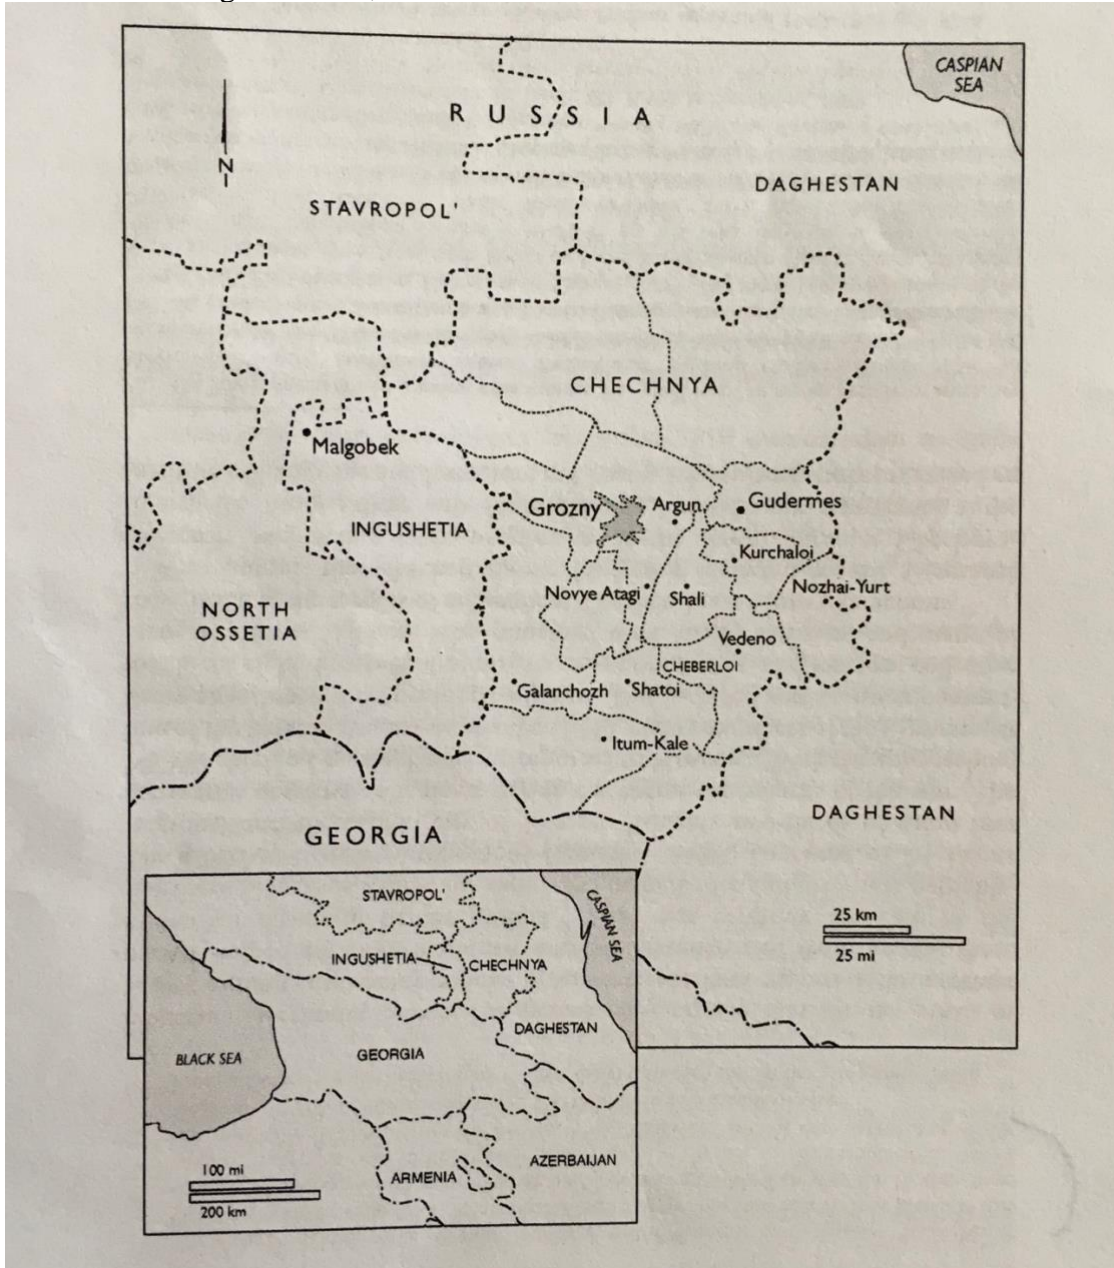 CASPIAN
SEA
RUSSIA
N
DAGHESTAN
STAVROPOL'
CHECHNYA
Malgobek
Grozny
Argun
Gudermes
INGUSHETIA
Kurchaloi
Novye Atagi
Shali
Nozhai-Yurt
NORTH
OSSETIA
Vedeno
CHEBERLOI
Galanchozh
Shatoi
Itum-Kale
DAGHESTAN
GEORGIA
25 km
25 mi
STAVROPOL'
CASPIAN SEA
INGUSHETIA
CHECHNYA
DAGHESTAN
GEORGIA
BLACK SEA
AZERBAIJAN
ARMENIA
100 mi
200 km